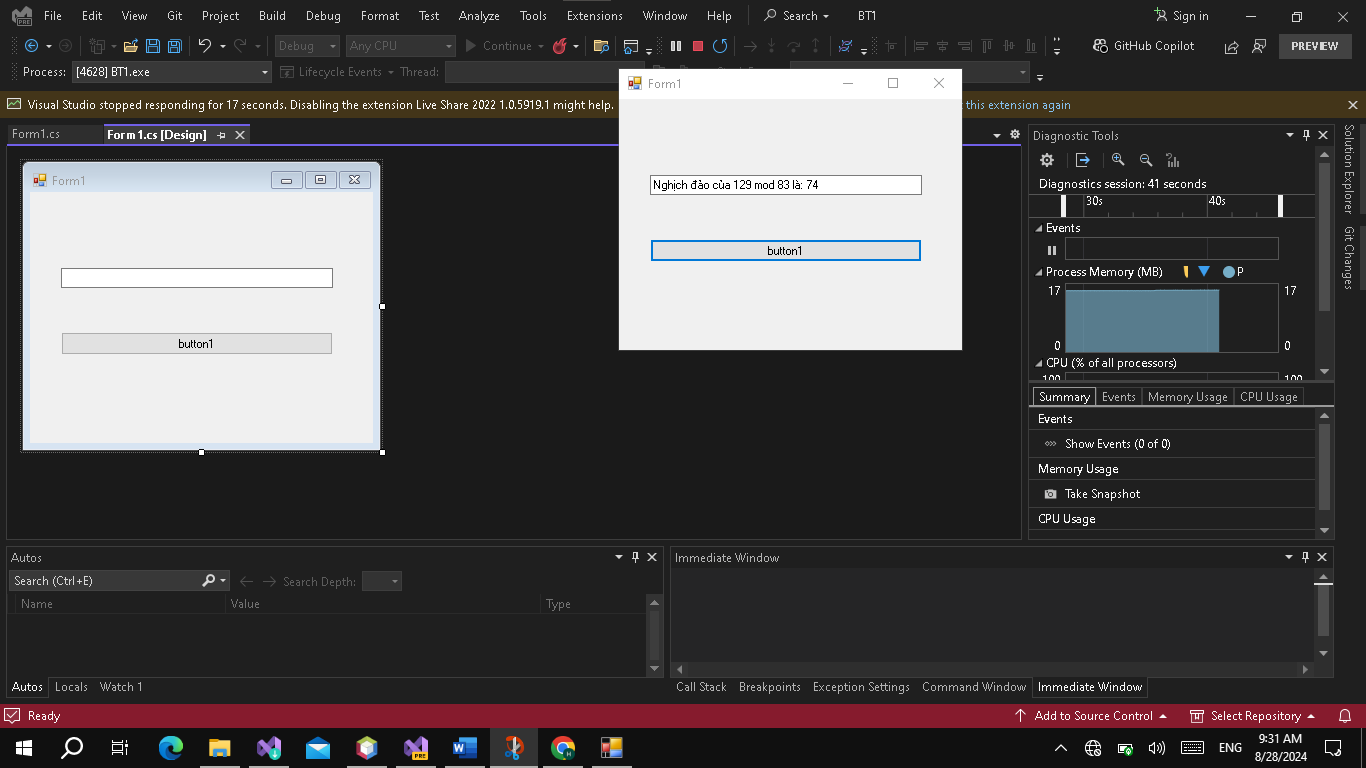 File Edit View Git Project Build Debug Format Test Analyze Tools Extensions Window Help Search BT1 Sign in
Debug Any CPU Continue GitHub Copilot PREVIEW
Process: [4628] BT1.exe Lifecycle Events Thread:
Visual Studio stopped responding for 17 seconds. Disabling the extension Live Share 2022 1.0.5919.1 might help. this extension again
Form1.cs Form1.cs [Design]
Form1
button1
Form1
Nghịch đảo của 129 mod 83 là: 74
button1
Diagnostic Tools
Diagnostics session: 41 seconds
30s 40s
Events
Process Memory (MB) P
17 17
0 0
CPU (% of all processors)
100 100
Summary Events Memory Usage CPU Usage
Events
Show Events (0 of 0)
Memory Usage
Take Snapshot
CPU Usage
Solution Explorer
Git Changes
Autos
Search (Ctrl+E) Search Depth:
Name Value Type
Autos Locals Watch 1
Immediate Window
Call Stack Breakpoints Exception Settings Command Window Immediate Window
Ready Add to Source Control Select Repository
PRE
W
H
ENG
9:31 AM
8/28/2024